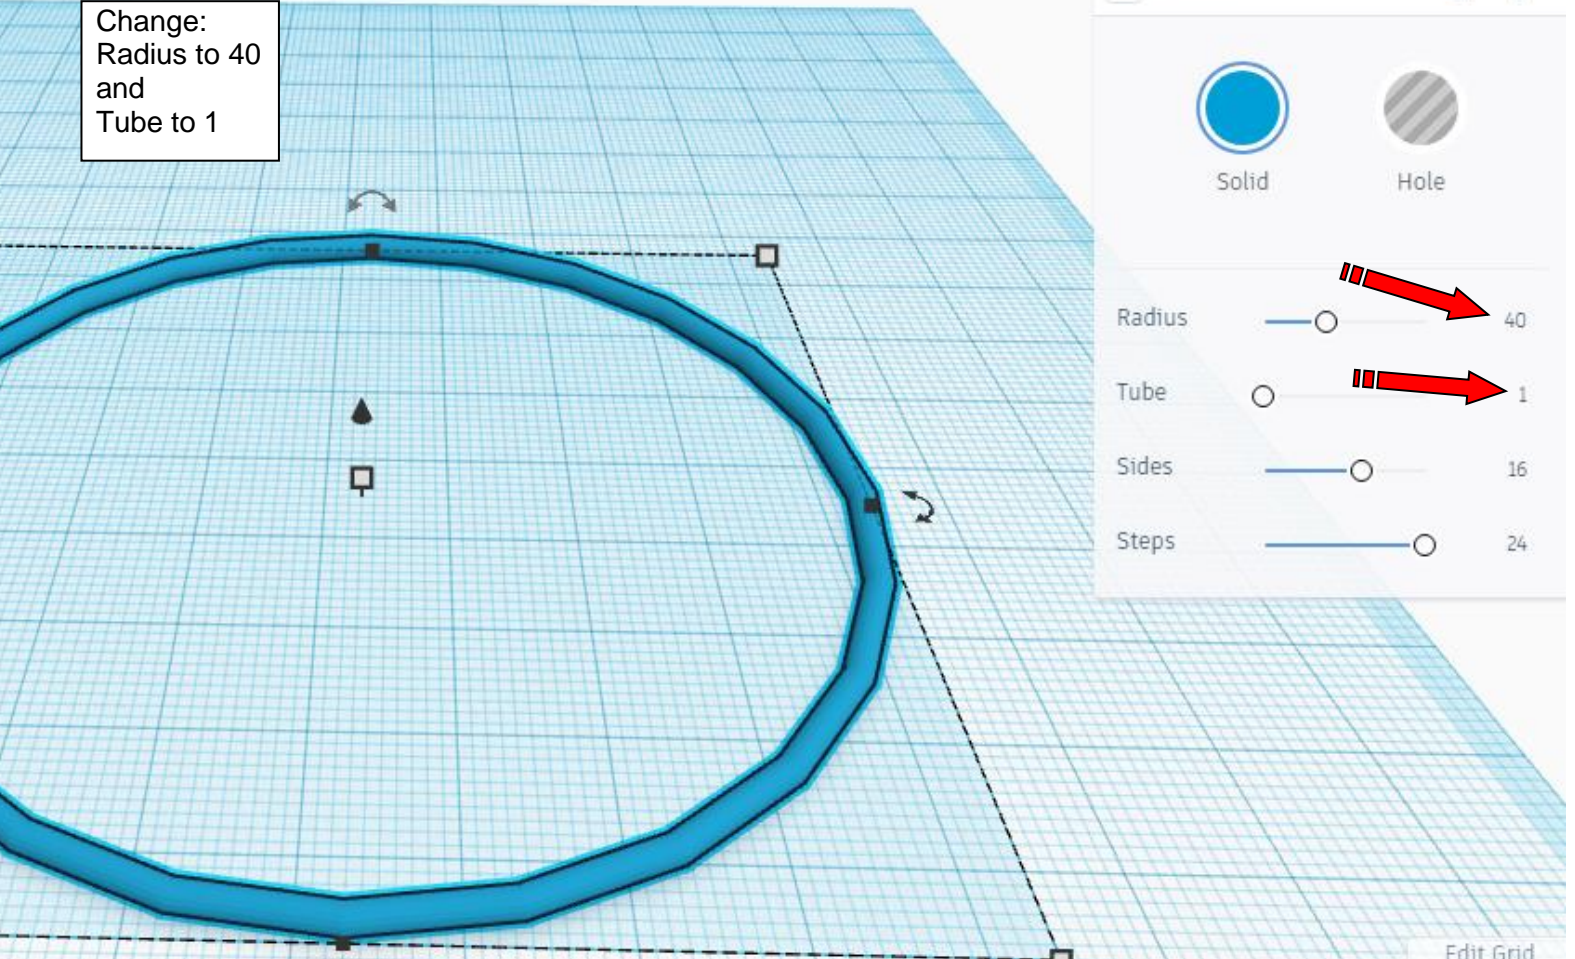 Change:
Radius to 40
and
Tube to 1
Solid
Hole
Radius
40
Tube
1
Sides
16
Steps
24
Edit Grid